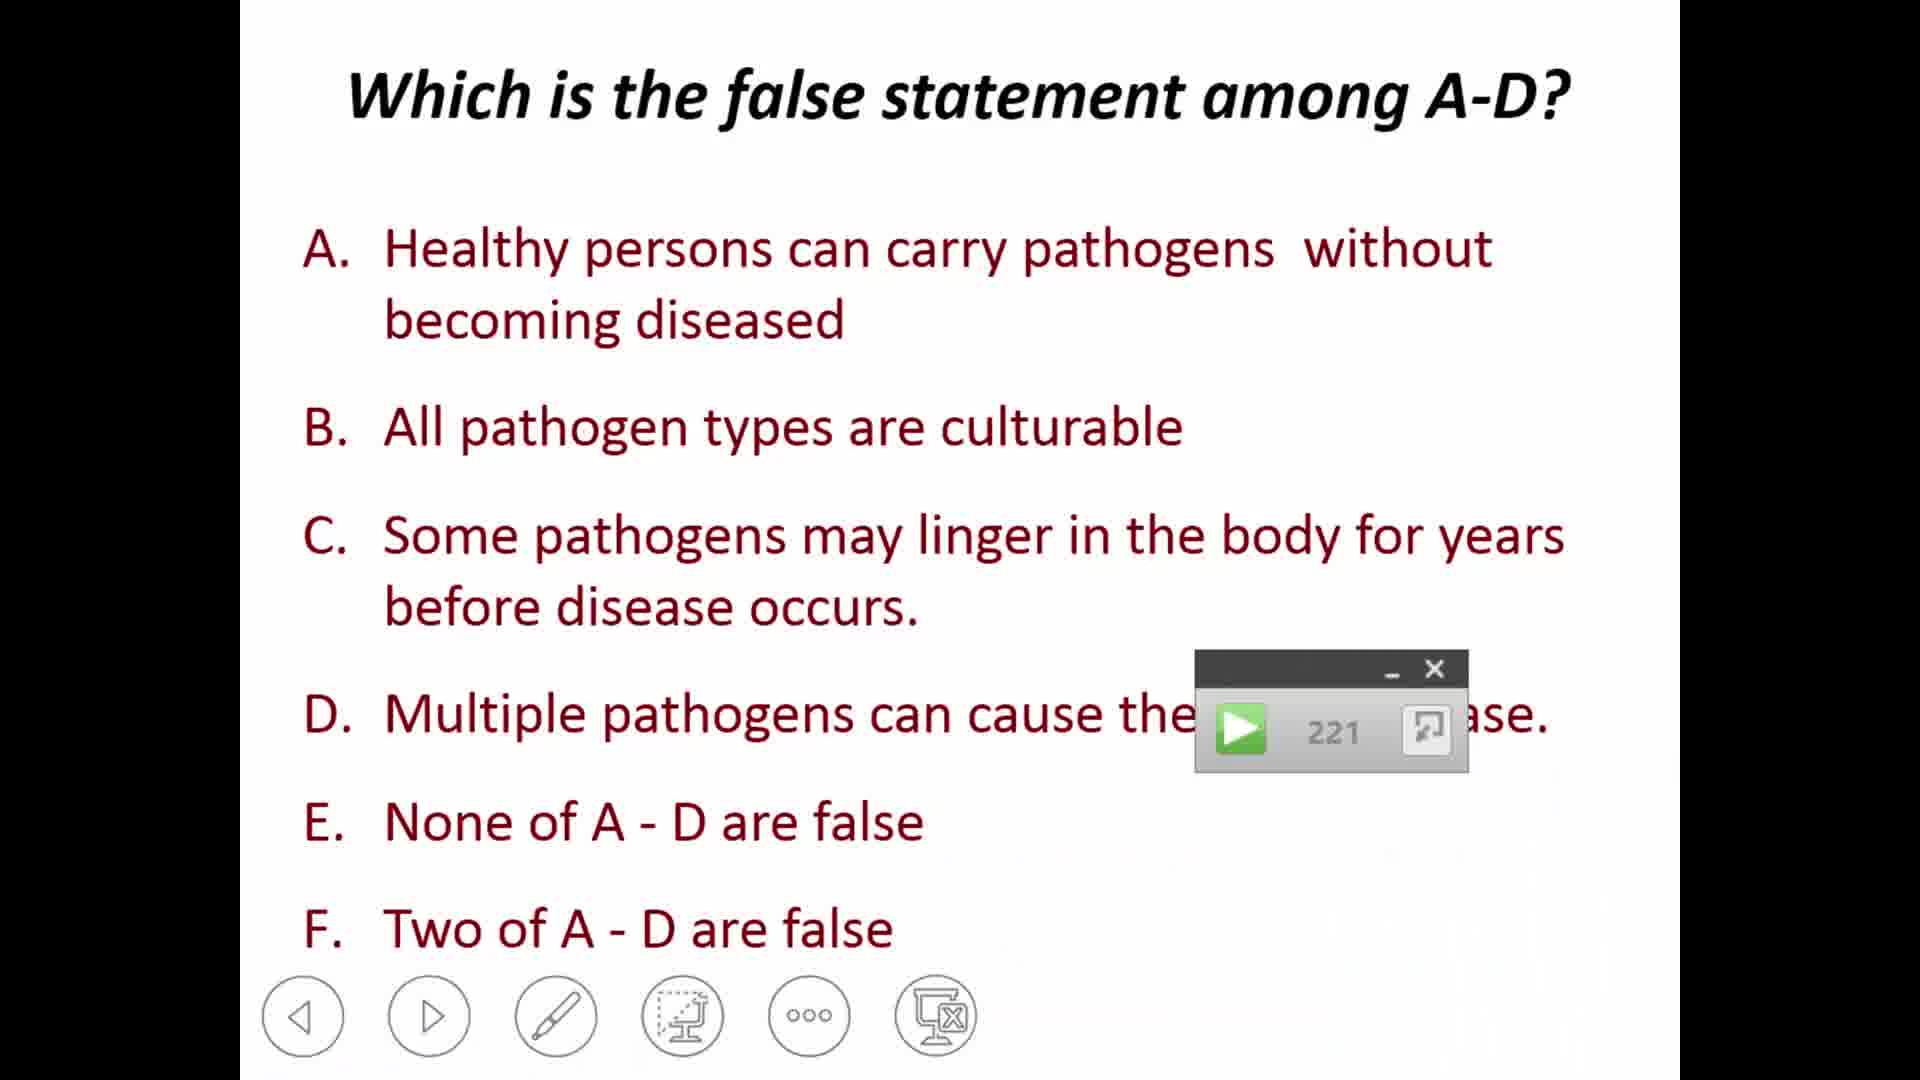 Which is the false statement among A-D?
A. Healthy persons can carry pathogens without
becoming diseased
B. All pathogen types are culturable
C. Some pathogens may linger in the body for years
before disease occurs.
D. Multiple pathogens can cause the ase.
221
E. None of A - D are false
F. Two of A - D are false